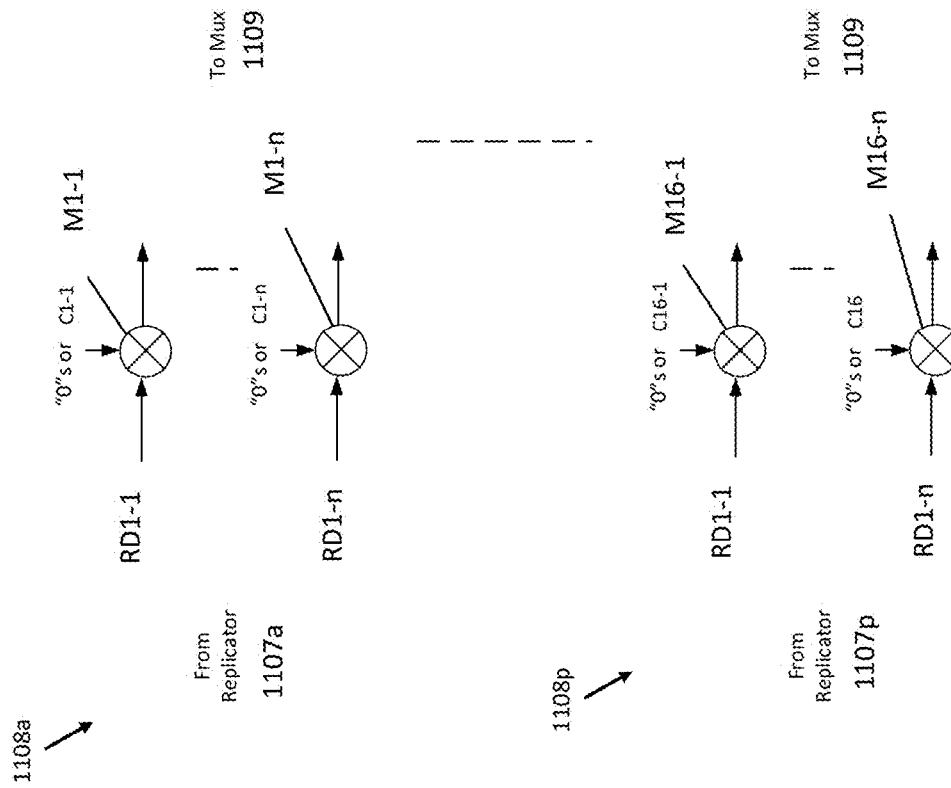 1108a
From
Replicator
1107a
RD1-1
"0"s or C1-1
M1-1
RD1-n
"0"s or C1-n
M1-n
To Mux
1109
1108p
From
Replicator
1107p
RD1-1
"0"s or C16-1
M16-1
RD1-n
"0"s or C16
M16-n
To Mux
1109